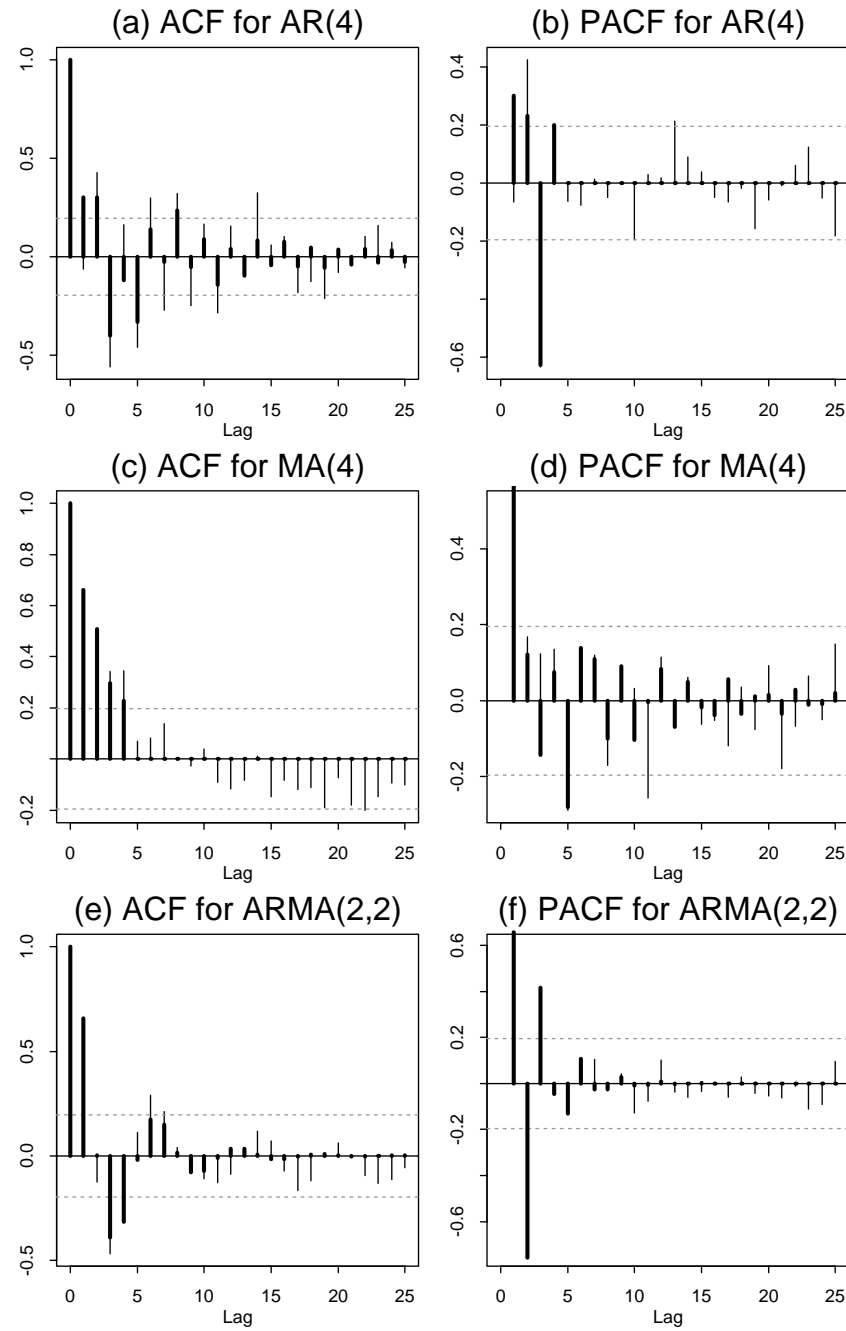 (a) ACF for AR(4)
(b) PACF for AR(4)
1.0
0.5
0.0
-0.5
0.4
0.2
0.0
-0.2
-0.6
0 5 10 15 20 25
Lag
0 5 10 15 20 25
(c) ACF for MA(4)
(d) PACF for MA(4)
1.0
0.8
0.6
0.4
0.2
-0.2
0.4
0.2
0.0
-0.2
0 5 10 15 20 25
Lag
0 5 10 15 20 25
Lag
(e) ACF for ARMA(2,2)
(f) PACF for ARMA(2,2)
1.0
0.5
0.0
-0.5
0.6
0.2
-0.2
-0.6
0 5 10 15 20 25
Lag
0 5 10 15 20 25
Lag